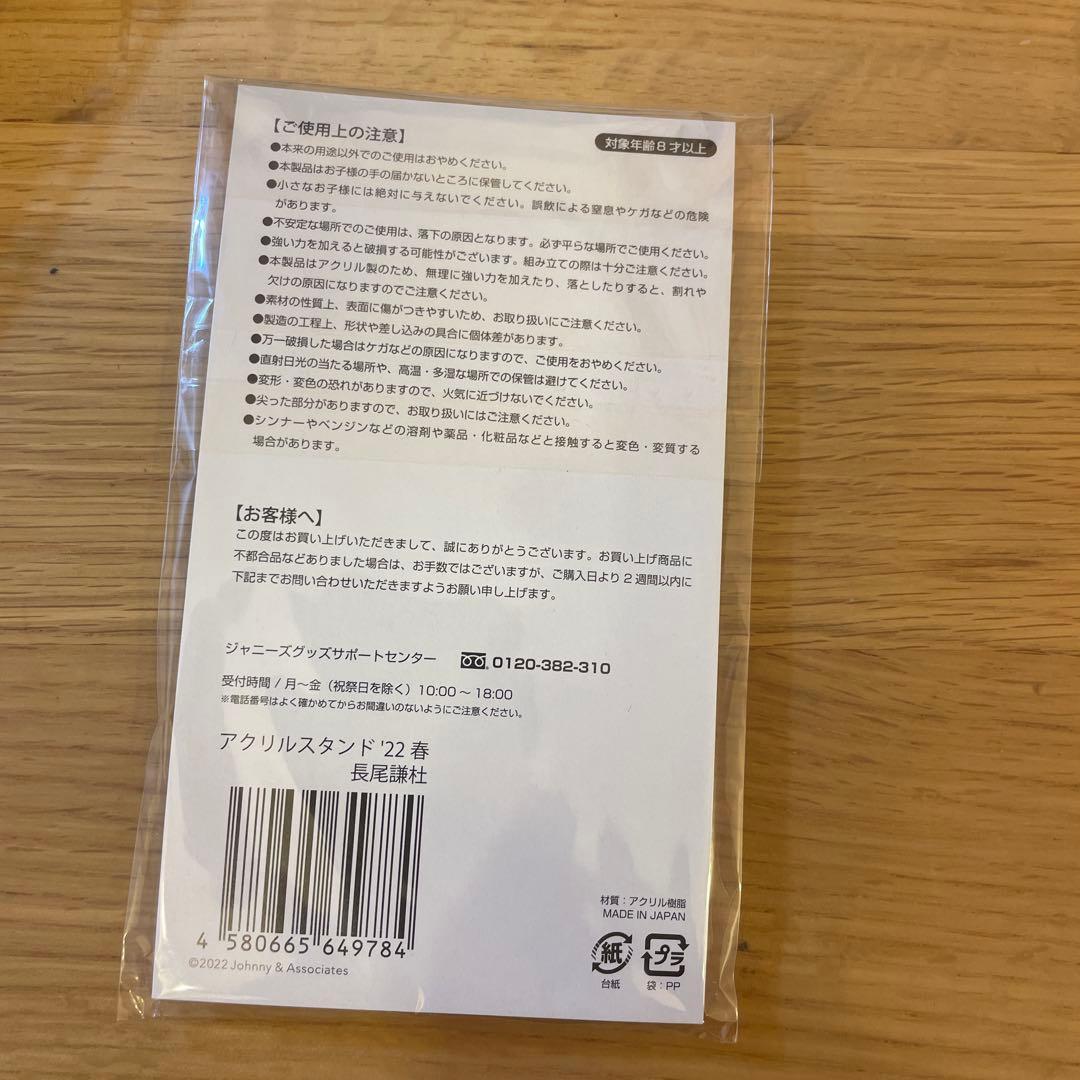 【ご使用上の注意】
対象年齢8才以上
●本来の用途以外でのご使用はおやめください。
●本製品はお子様の手の届かないところに保管してください。
●小さなお子様には絶対に与えないでください。誤飲による窒息やケガなどの危険
があります。
●不安定な場所でのご使用は、落下の原因となります。必ず平らな場所でご使用ください。
●強い力を加えると破損する可能性がございます。組み立ての際は十分ご注意ください。
●本製品はアクリル製のため、無理に強い力を加えたり、落としたりすると、割れや
欠けの原因になりますのでご注意ください。
●素材の性質上、表面に傷がつきやすいため、お取り扱いにご注意ください。
●製造の工程上、形状や差し込みの具合に個体差があります。
●万一破損した場合はケガなどの原因になりますので、ご使用をおやめください。
●直射日光の当たる場所や、高温・多湿な場所での保管は避けてください。
●変形・変色の恐れがありますので、火気に近づけないでください。
●尖った部分がありますので、お取り扱いにはご注意ください。
●シンナーやベンジンなどの溶剤や薬品・化粧品などと接触すると変色・変質する
場合があります。
【お客様へ】
この度はお買い上げいただきまして、誠にありがとうございます。お買い上げ商品に
不都合品などありました場合は、お手数ではございますが、ご購入日より2週間以内に
下記までお問い合わせいただきますようお願い申し上げます。
ジャニーズグッズサポートセンター 0120-382-310
受付時間/月〜金（祝祭日を除く）10:00〜18:00
※電話番号はよく確かめてからお間違いのないようにご注意ください。
アクリルスタンド'22春
長尾謙杜
4 580665 649784
©2022 Johnny & Associates
材質：アクリル樹脂
MADE IN JAPAN
紙 プラ
台紙 袋：PP